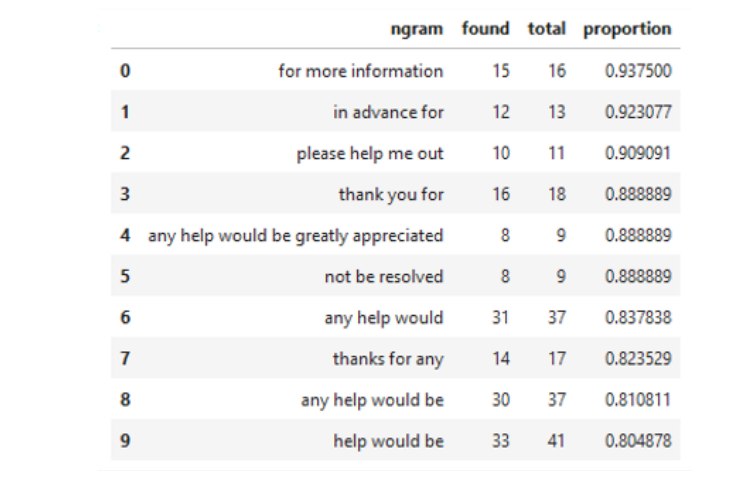 ngram found total proportion
0 for more information 15 16 0.937500
1 in advance for 12 13 0.923077
2 please help me out 10 11 0.909091
3 thank you for 16 18 0.888889
4 any help would be greatly appreciated 8 9 0.888889
5 not be resolved 8 9 0.888889
6 any help would 31 37 0.837838
7 thanks for any 14 17 0.823529
8 any help would be 30 37 0.810811
9 help would be 33 41 0.804878